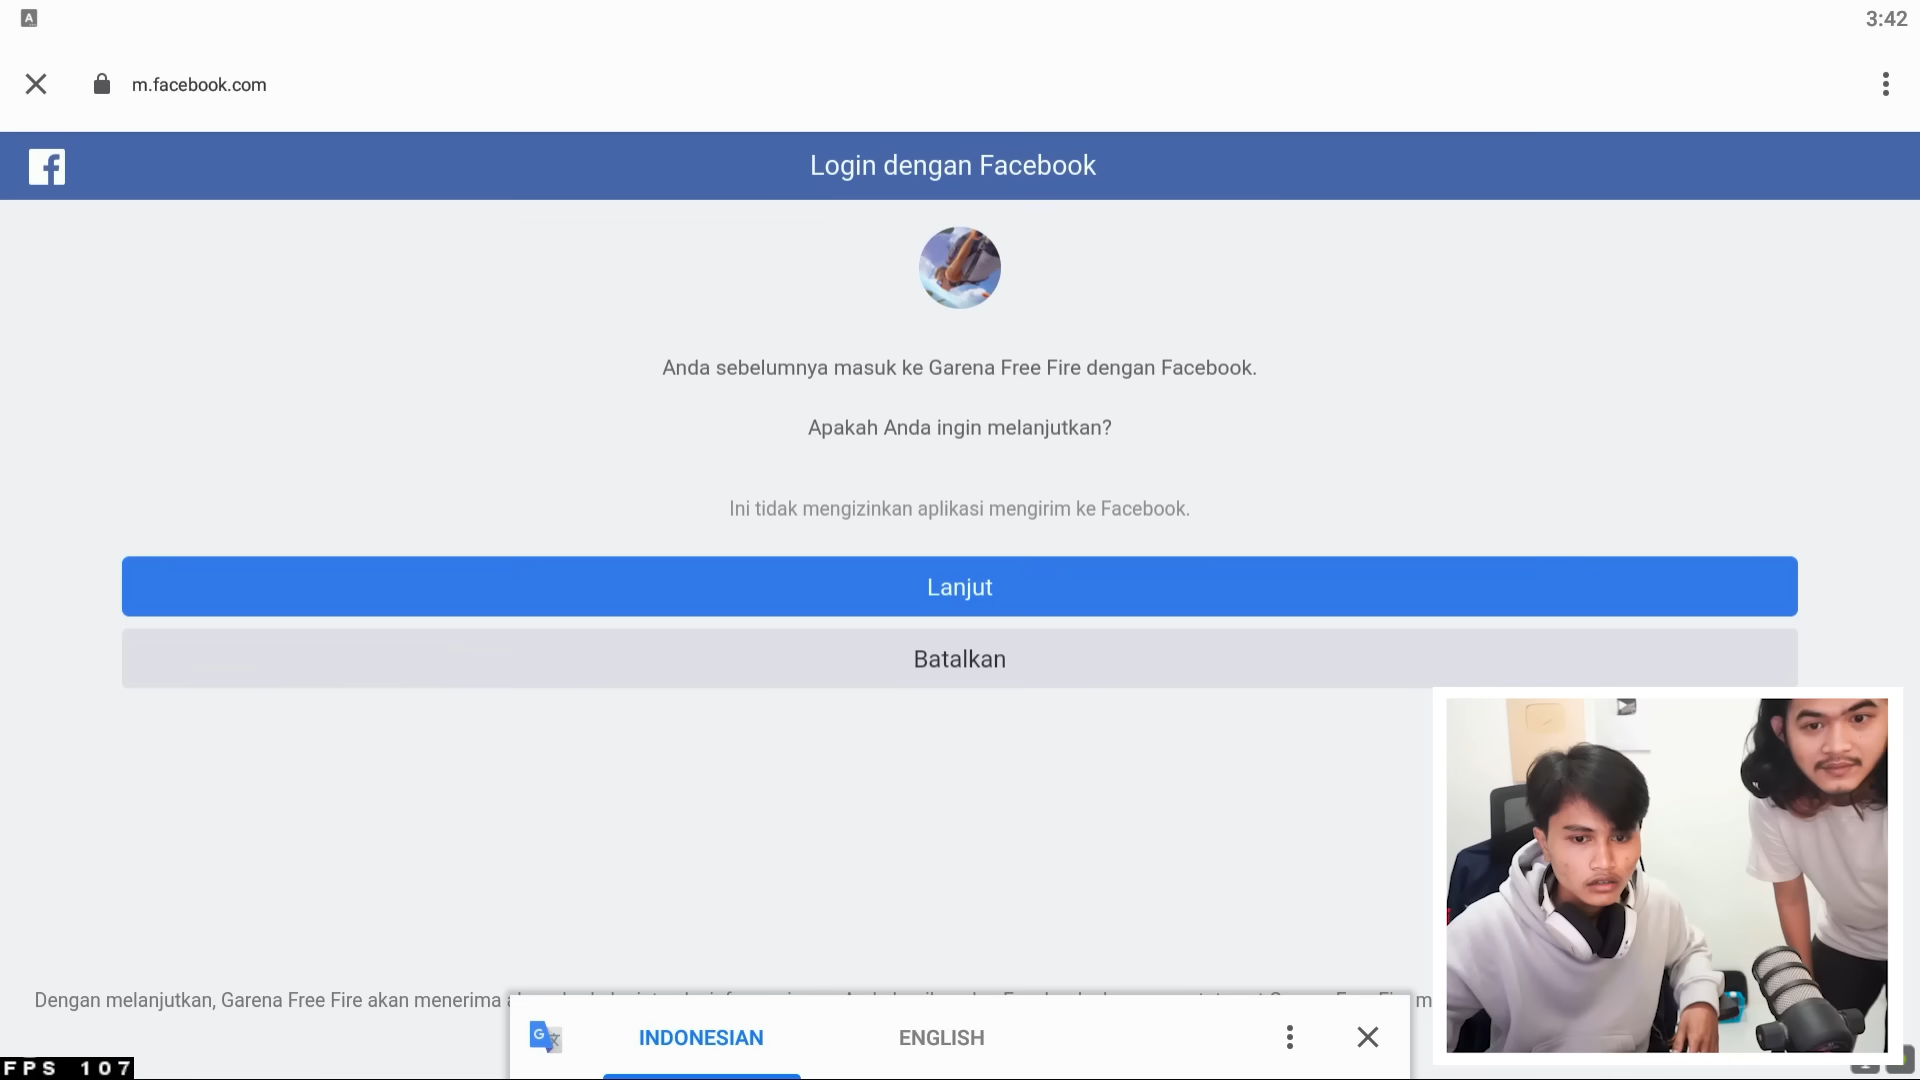 3:42
m.facebook.com
Login dengan Facebook
Anda sebelumnya masuk ke Garena Free Fire dengan Facebook.
Apakah Anda ingin melanjutkan?
Ini tidak mengizinkan aplikasi mengirim ke Facebook.
Lanjut
Batalkan
Dengan melanjutkan, Garena Free Fire akan menerima
INDONESIAN ENGLISH
FPS 107